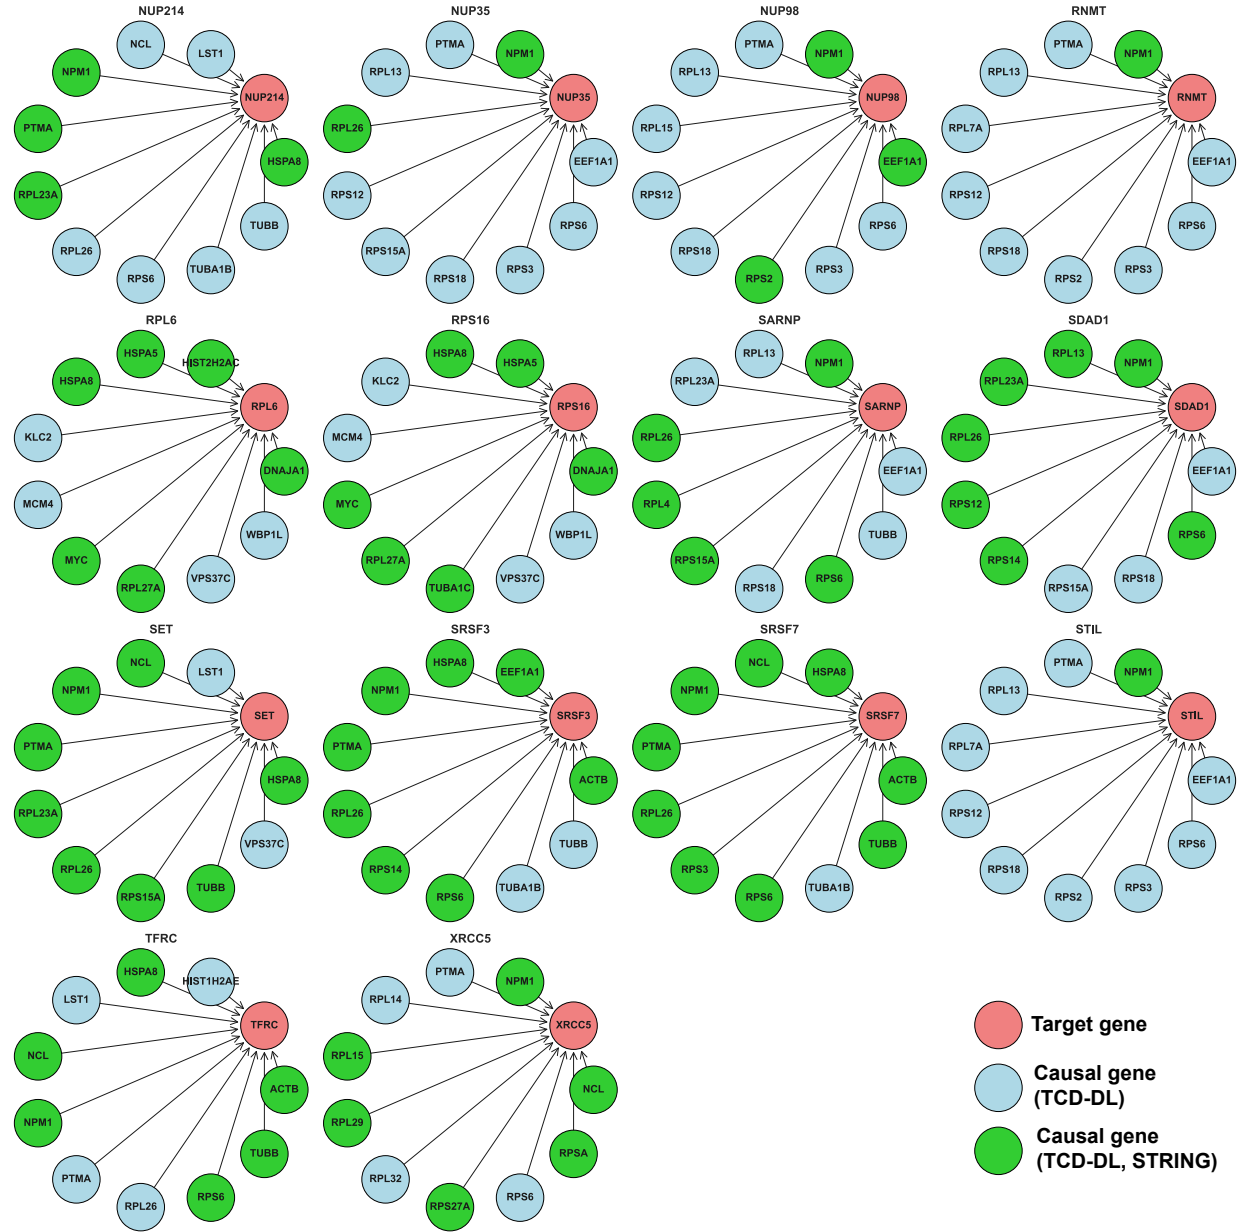 NUP214
NCL
LST1
NPM1
NUP214
PTMA
HSPA8
RPL23A
TUBB
RPL26
RPS6
TUBA1B
NUP35
PTMA
NPM1
RPL13
NUP35
RPL26
EEF1A1
RPS12
RPS6
RPS15A
RPS18
RPS3
NUP98
PTMA
NPM1
RPL13
NUP98
RPL15
EEF1A1
RPS12
RPS6
RPS18
RPS2
RPS3
RNMT
PTMA
NPM1
RPL13
RNMT
RPL7A
EEF1A1
RPS12
RPS6
RPS18
RPS2
RPS3
RPL6
HSPA5
HIST2H2AC
HSPA8
RPL6
KLC2
DNAJA1
MCM4
WBP1L
MYC
RPL27A
VPS37C
RPS16
HSPA8
HSPA5
KLC2
RPS16
MCM4
DNAJA1
MYC
WBP1L
RPL27A
TUBA1C
VPS37C
SARNP
RPL13
NPM1
RPL23A
SARNP
RPL26
EEF1A1
RPL4
TUBB
RPS15A
RPS18
RPS6
SDAD1
RPL13
NPM1
RPL23A
SDAD1
RPL26
EEF1A1
RPS12
RPS6
RPS14
RPS15A
RPS18
SET
NCL
LST1
NPM1
SET
PTMA
HSPA8
RPL23A
VPS37C
RPL26
RPS15A
TUBB
SRSF3
HSPA8
EEF1A1
NPM1
SRSF3
PTMA
ACTB
RPL26
TUBB
RPS14
RPS6
TUBA1B
SRSF7
NCL
HSPA8
NPM1
SRSF7
PTMA
ACTB
RPL26
TUBB
RPS3
RPS6
TUBA1B
STIL
PTMA
NPM1
RPL13
STIL
RPL7A
EEF1A1
RPS12
RPS6
RPS18
RPS2
RPS3
TFRC
HSPA8
HIST1H2AE
LST1
TFRC
NCL
ACTB
NPM1
TUBB
PTMA
RPL26
RPS6
XRCC5
PTMA
NPM1
RPL14
XRCC5
RPL15
NCL
RPL29
RPSA
RPL32
RPS27A
RPS6
Target gene
Causal gene
(TCD-DL)
Causal gene
(TCD-DL, STRING)